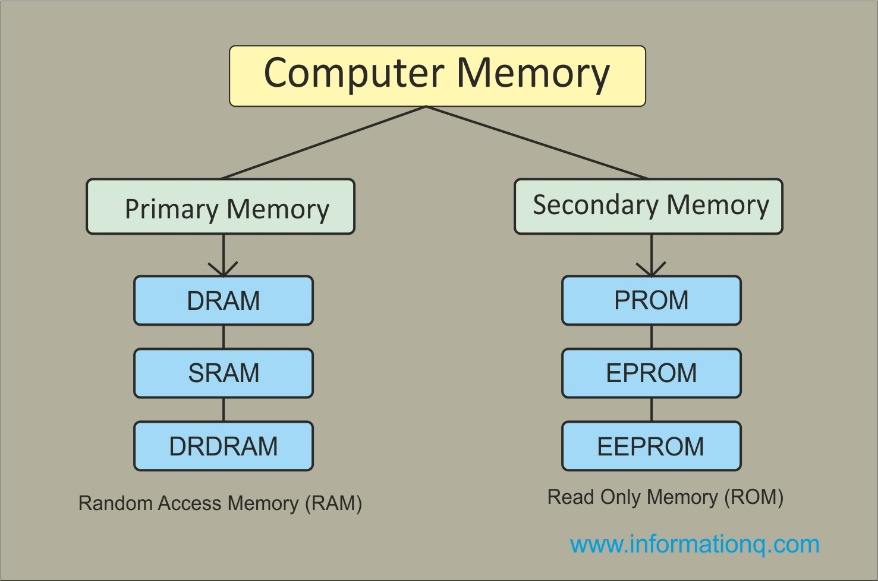 Computer Memory
Primary Memory
Secondary Memory
DRAM
PROM
SRAM
EPROM
DRDRAM
EEPROM
Random Access Memory (RAM)
Read Only Memory (ROM)
www.informationq.com